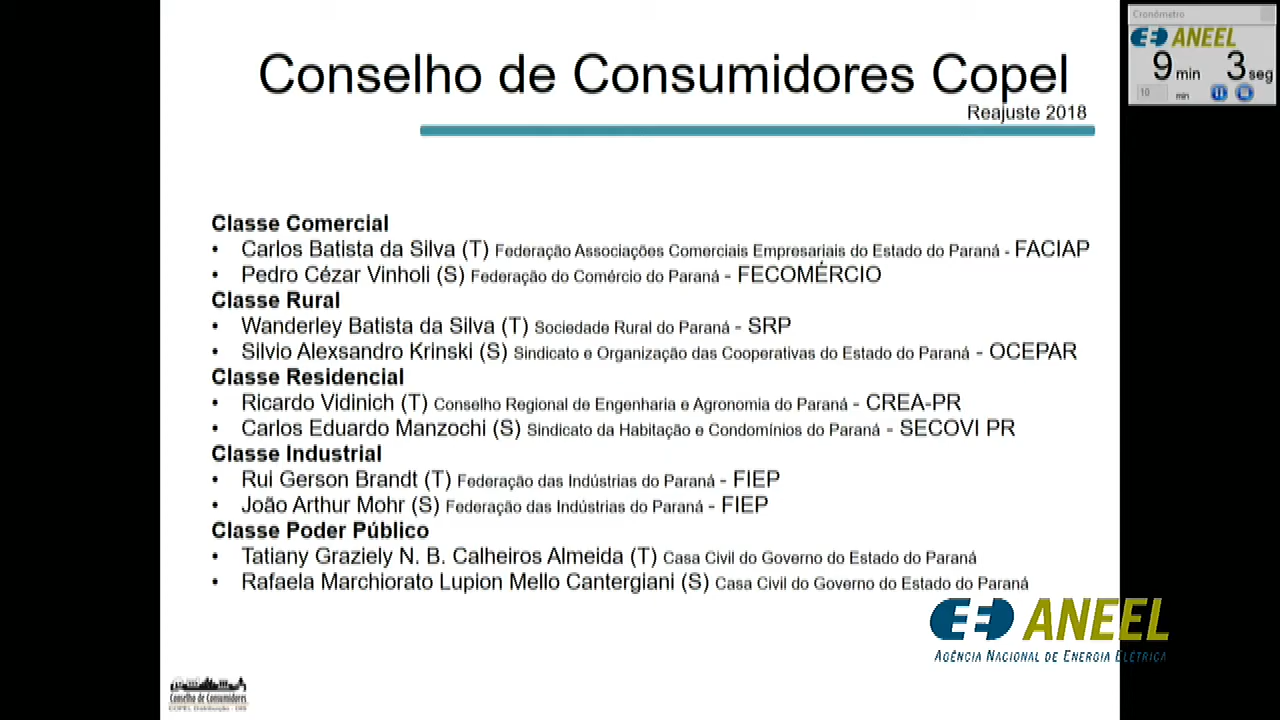 Conselho de Consumidores Copel
Reajuste 2018
Cronômetro
ANEEL
9 min 3 seg
10 min
Classe Comercial
• Carlos Batista da Silva (T) Federação Associações Comerciais Empresariais do Estado do Paraná - FACIAP
• Pedro Cézar Vinholi (S) Federação do Comércio do Paraná - FECOMÉRCIO
Classe Rural
• Wanderley Batista da Silva (T) Sociedade Rural do Paraná - SRP
• Silvio Alexsandro Krinski (S) Sindicato e Organização das Cooperativas do Estado do Paraná - OCEPAR
Classe Residencial
• Ricardo Vidinich (T) Conselho Regional de Engenharia e Agronomia do Paraná - CREA-PR
• Carlos Eduardo Manzochi (S) Sindicato da Habitação e Condomínios do Paraná - SECOVI PR
Classe Industrial
• Rui Gerson Brandt (T) Federação das Indústrias do Paraná - FIEP
• João Arthur Mohr (S) Federação das Indústrias do Paraná - FIEP
Classe Poder Público
• Tatiany Graziely N. B. Calheiros Almeida (T) Casa Civil do Governo do Estado do Paraná
• Rafaela Marchiorato Lupion Mello Cantergiani (S) Casa Civil do Governo do Estado do Paraná
ANEEL
AGÊNCIA NACIONAL DE ENERGIA ELÉTRICA
Conselho de Consumidores
COPEL Distribuição - DIS